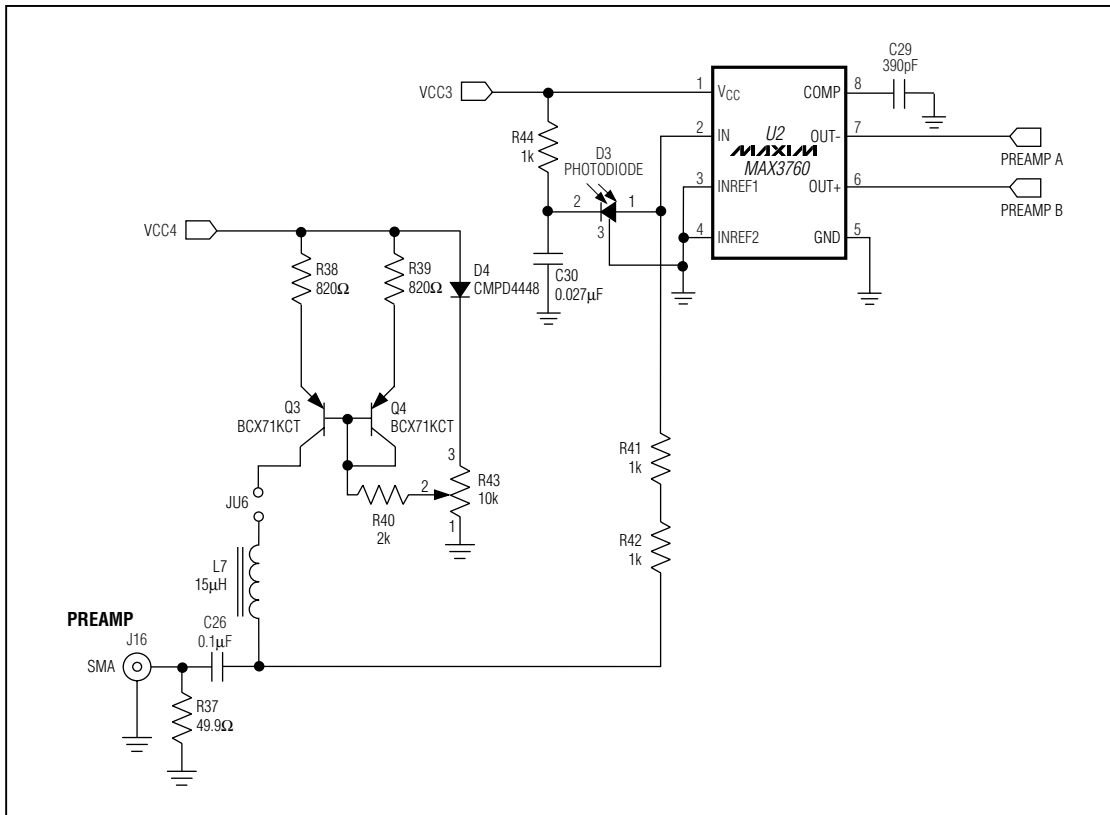 C29
390pF
VCC3
1
VCC
COMP
8
R44
1k
2
IN
U2
MAXIM
MAX3760
OUT-
7
PREAMP A
D3
PHOTODIODE
2
1
3
3
INREF1
OUT+
6
PREAMP B
4
INREF2
GND
5
C30
0.027µF
VCC4
R38
820Ω
R39
820Ω
D4
CMPD4448
Q3
BCX71KCT
Q4
BCX71KCT
3
R43
10k
2
1
R40
2k
JU6
R41
1k
R42
1k
L7
15µH
PREAMP
J16
SMA
C26
0.1µF
R37
49.9Ω